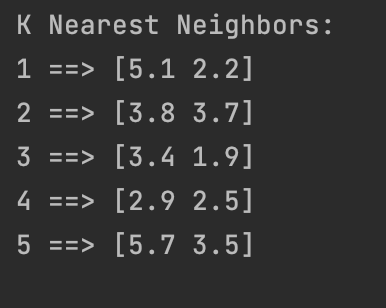 K Nearest Neighbors:
1 ==> [5.1 2.2]
2 ==> [3.8 3.7]
3 ==> [3.4 1.9]
4 ==> [2.9 2.5]
5 ==> [5.7 3.5]